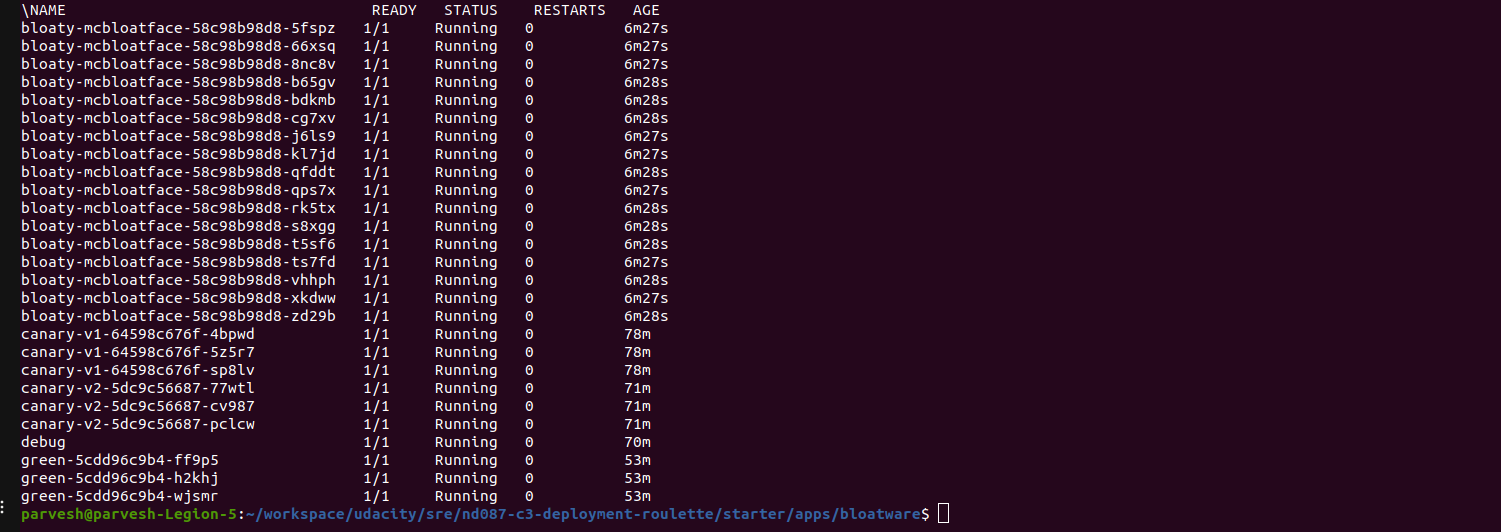 \NAME READY STATUS RESTARTS AGE
bloaty-mcbloatface-58c98b98d8-5fspz 1/1 Running 0 6m27s
bloaty-mcbloatface-58c98b98d8-66xsq 1/1 Running 0 6m27s
bloaty-mcbloatface-58c98b98d8-8nc8v 1/1 Running 0 6m27s
bloaty-mcbloatface-58c98b98d8-b65gv 1/1 Running 0 6m28s
bloaty-mcbloatface-58c98b98d8-bdkmb 1/1 Running 0 6m28s
bloaty-mcbloatface-58c98b98d8-cg7xv 1/1 Running 0 6m28s
bloaty-mcbloatface-58c98b98d8-j6ls9 1/1 Running 0 6m27s
bloaty-mcbloatface-58c98b98d8-kl7jd 1/1 Running 0 6m27s
bloaty-mcbloatface-58c98b98d8-qfddt 1/1 Running 0 6m28s
bloaty-mcbloatface-58c98b98d8-qps7x 1/1 Running 0 6m27s
bloaty-mcbloatface-58c98b98d8-rk5tx 1/1 Running 0 6m28s
bloaty-mcbloatface-58c98b98d8-s8xgg 1/1 Running 0 6m28s
bloaty-mcbloatface-58c98b98d8-t5sf6 1/1 Running 0 6m28s
bloaty-mcbloatface-58c98b98d8-ts7fd 1/1 Running 0 6m27s
bloaty-mcbloatface-58c98b98d8-vhhph 1/1 Running 0 6m28s
bloaty-mcbloatface-58c98b98d8-xkdww 1/1 Running 0 6m27s
bloaty-mcbloatface-58c98b98d8-zd29b 1/1 Running 0 6m28s
canary-v1-64598c676f-4bpwd 1/1 Running 0 78m
canary-v1-64598c676f-5z5r7 1/1 Running 0 78m
canary-v1-64598c676f-sp8lv 1/1 Running 0 78m
canary-v2-5dc9c56687-77wtl 1/1 Running 0 71m
canary-v2-5dc9c56687-cv987 1/1 Running 0 71m
canary-v2-5dc9c56687-pclcw 1/1 Running 0 71m
debug 1/1 Running 0 70m
green-5cdd96c9b4-ff9p5 1/1 Running 0 53m
green-5cdd96c9b4-h2khj 1/1 Running 0 53m
green-5cdd96c9b4-wjsmr 1/1 Running 0 53m
parvesh@parvesh-Legion-5:~/workspace/udacity/sre/nd087-c3-deployment-roulette/starter/apps/bloatware$